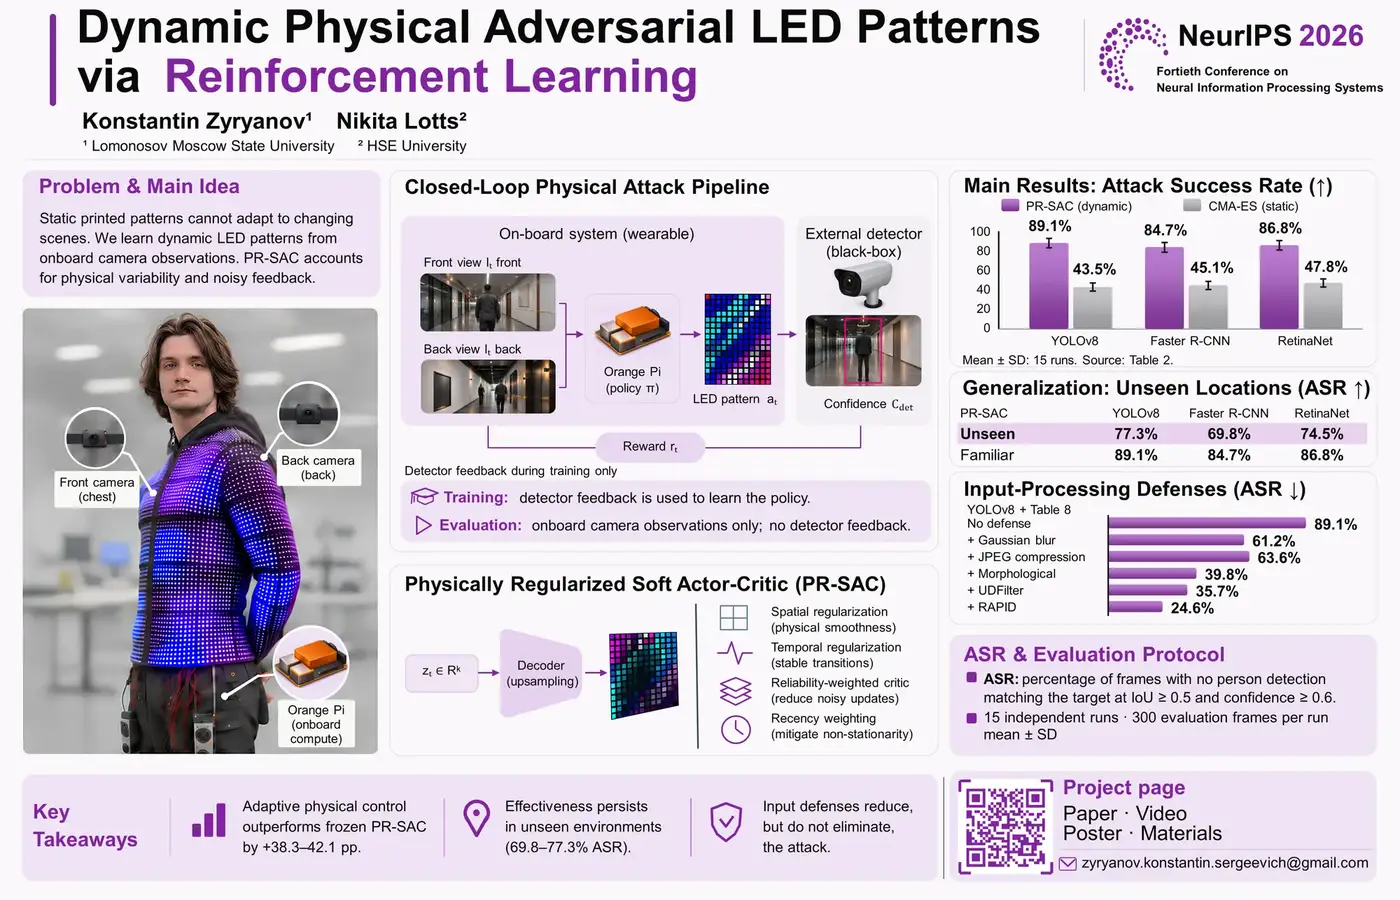 Dynamic Physical Adversarial LED Patterns
via Reinforcement Learning
Konstantin Zyryanov¹ Nikita Lotts²
¹ Lomonosov Moscow State University ² HSE University
NeurIPS 2026
Fortieth Conference on
Neural Information Processing Systems
Problem & Main Idea
Static printed patterns cannot adapt to changing
scenes. We learn dynamic LED patterns from
onboard camera observations. PR-SAC accounts
for physical variability and noisy feedback.
Front camera
(chest)
Back camera
(back)
Orange Pi
(onboard
compute)
Closed-Loop Physical Attack Pipeline
On-board system (wearable)
Front view Iₜ front
Back view Iₜ back
Orange Pi
(policy π)
LED pattern aₜ
External detector
(black-box)
Confidence C_det
Reward rₜ
Detector feedback during training only
Training: detector feedback is used to learn the policy.
Evaluation: onboard camera observations only; no detector feedback.
Physically Regularized Soft Actor-Critic (PR-SAC)
zₜ ∈ Rᵏ
Decoder
(upsampling)
Spatial regularization
(physical smoothness)
Temporal regularization
(stable transitions)
Reliability-weighted critic
(reduce noisy updates)
Recency weighting
(mitigate non-stationarity)
Main Results: Attack Success Rate (↑)
PR-SAC (dynamic) CMA-ES (static)
100
80
60
40
20
0
89.1% 43.5% 84.7% 45.1% 86.8% 47.8%
YOLOv8 Faster R-CNN RetinaNet
Mean ± SD: 15 runs. Source: Table 2.
Generalization: Unseen Locations (ASR ↑)
PR-SAC YOLOv8 Faster R-CNN RetinaNet
Unseen 77.3% 69.8% 74.5%
Familiar 89.1% 84.7% 86.8%
Input-Processing Defenses (ASR ↓)
YOLOv8 + Table 8
No defense 89.1%
+ Gaussian blur 61.2%
+ JPEG compression 63.6%
+ Morphological 39.8%
+ UDFilter 35.7%
+ RAPID 24.6%
ASR & Evaluation Protocol
ASR: percentage of frames with no person detection
matching the target at IoU ≥ 0.5 and confidence ≥ 0.6.
15 independent runs · 300 evaluation frames per run
mean ± SD
Key
Takeaways
Adaptive physical control
outperforms frozen PR-SAC
by +38.3–42.1 pp.
Effectiveness persists
in unseen environments
(69.8–77.3% ASR).
Input defenses reduce,
but do not eliminate,
the attack.
Project page
Paper · Video
Poster · Materials
zyryanov.konstantin.sergeevich@gmail.com